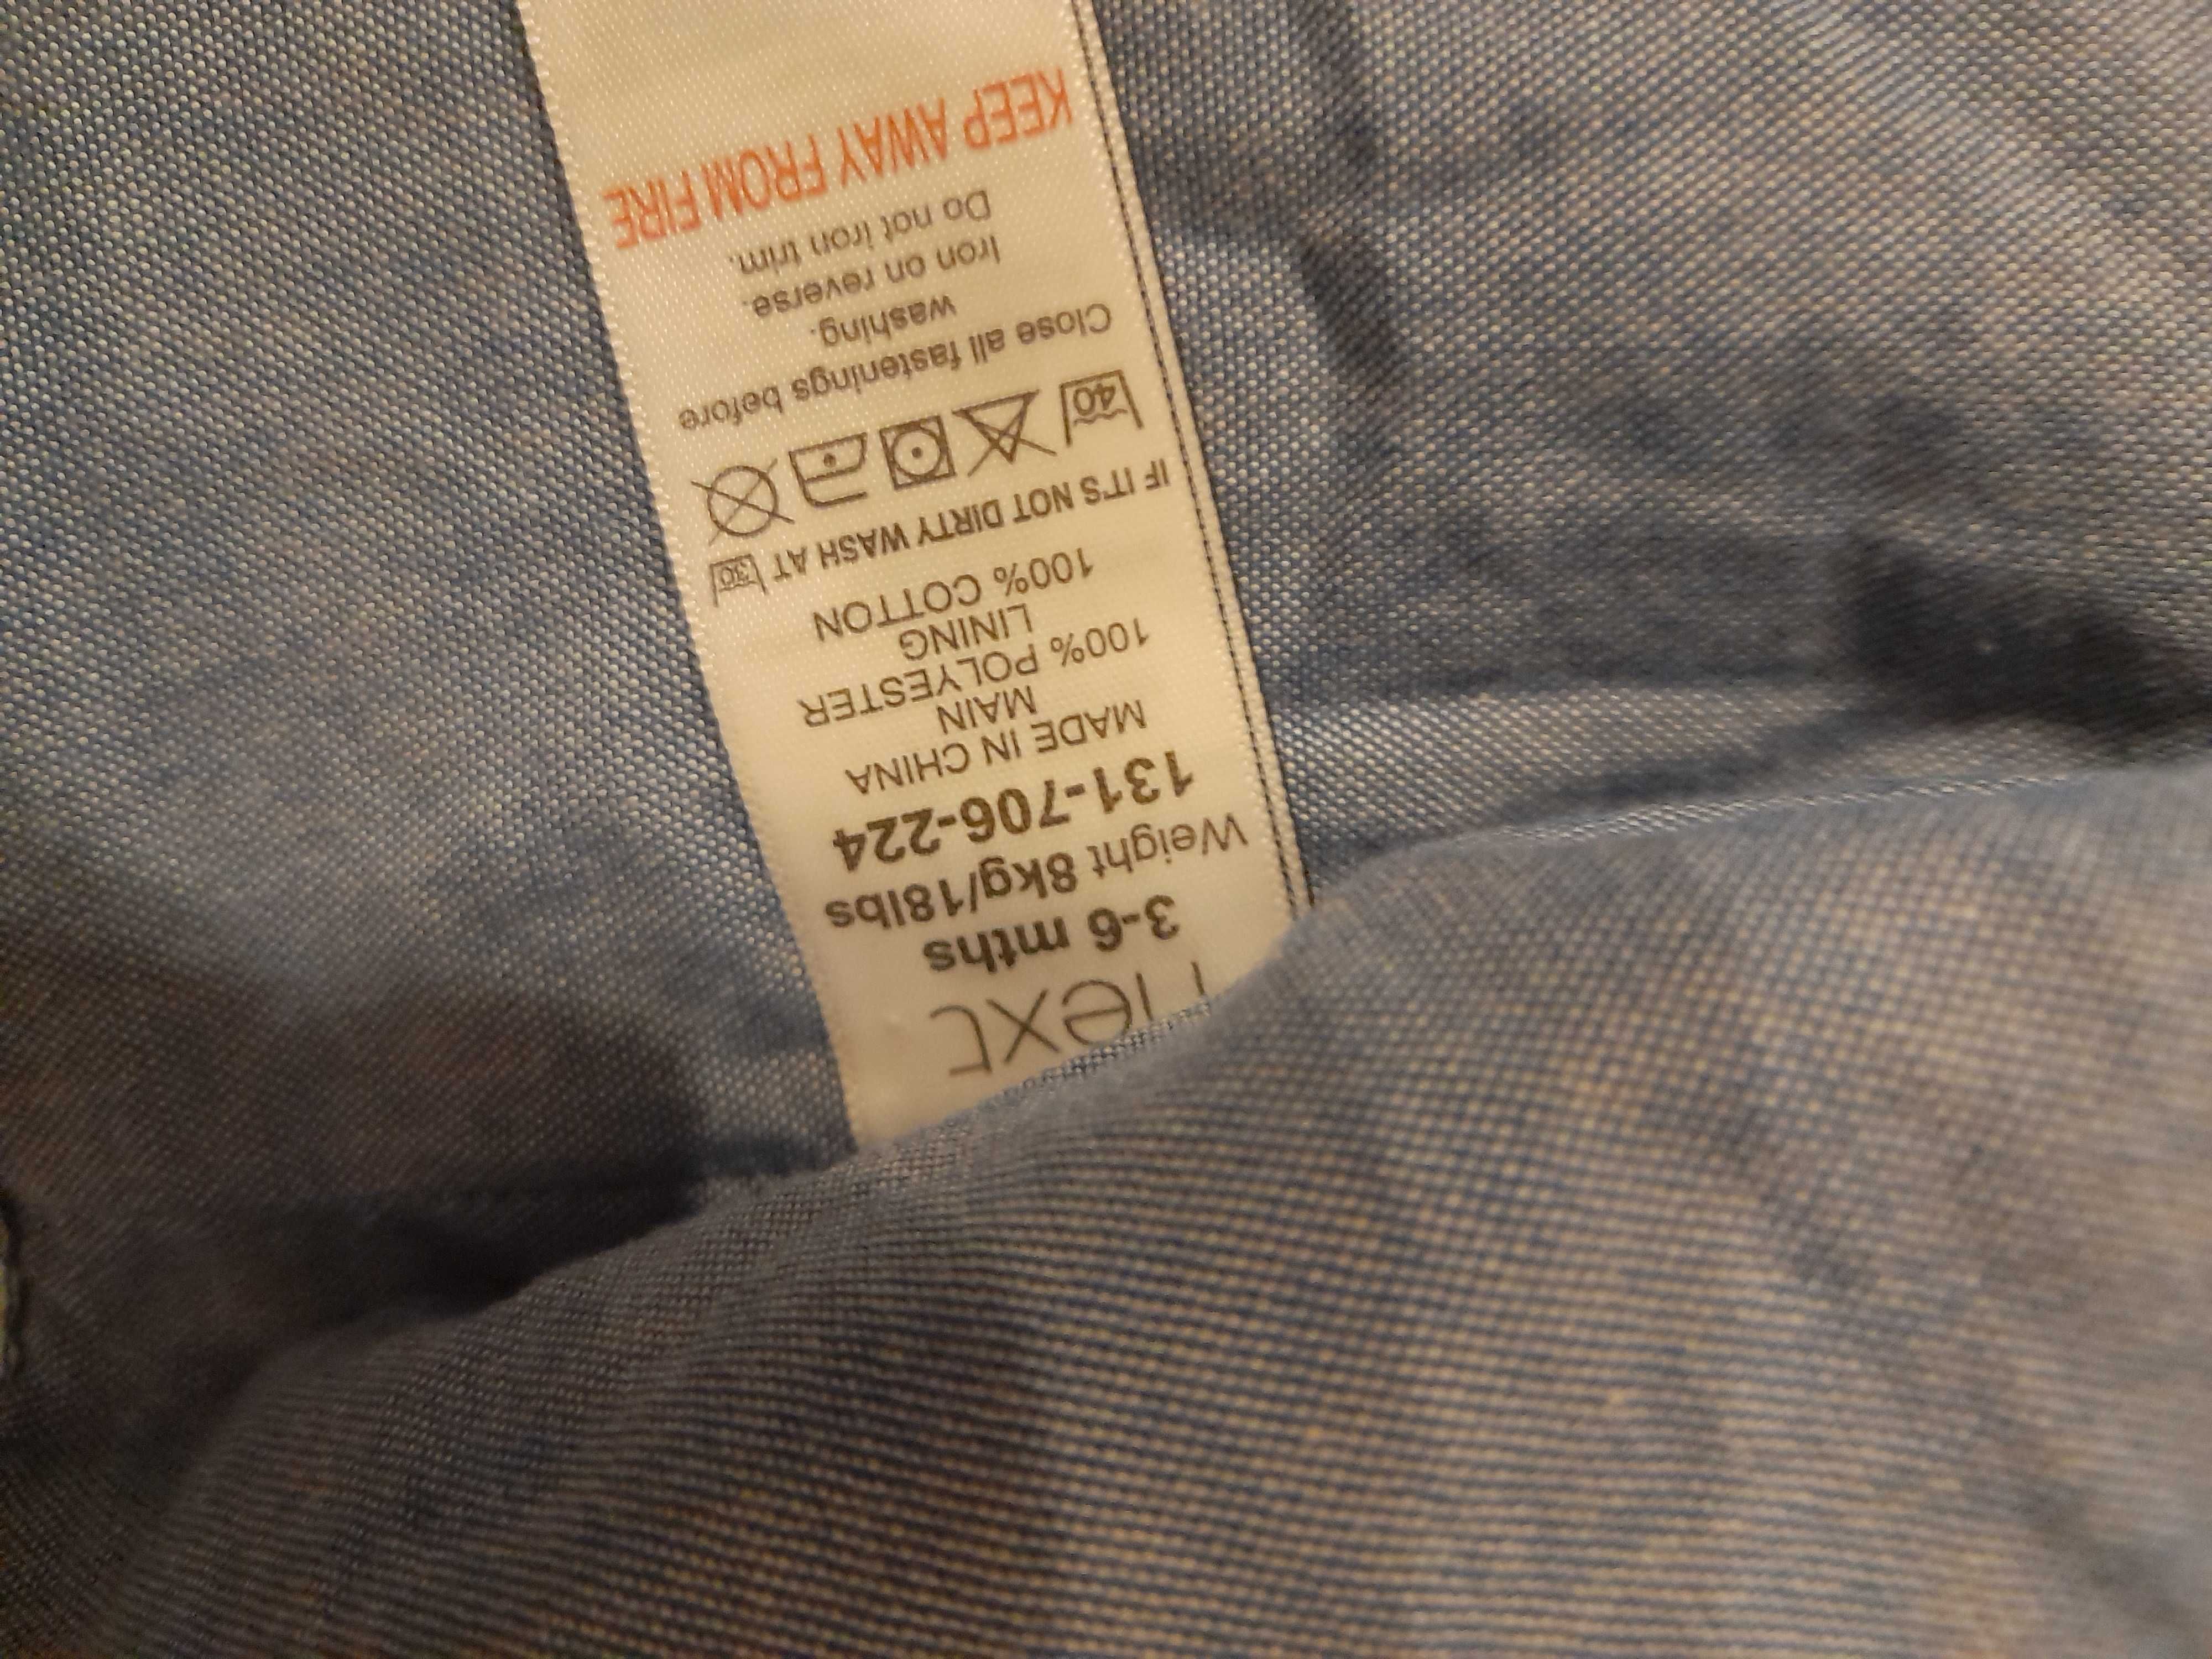 next
3-6 mths
Weight 8kg/18lbs
131-706-224
MADE IN CHINA
MAIN
100% POLYESTER
LINING
100% COTTON
IF IT'S NOT DIRTY WASH AT 30
40
Close all fastenings before
washing.
Iron on reverse.
Do not iron trim.
KEEP AWAY FROM FIRE